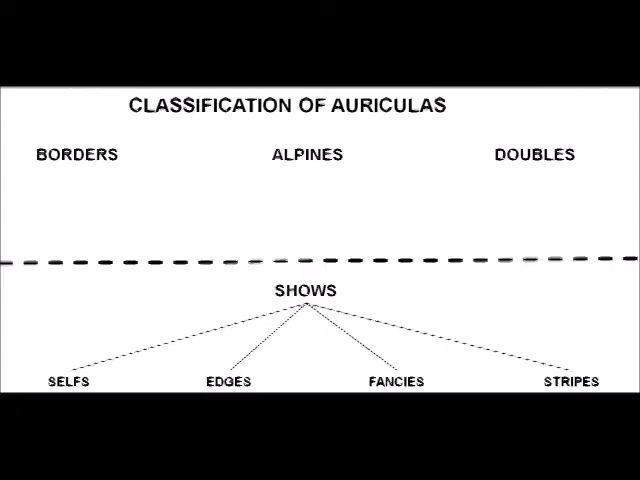 CLASSIFICATION OF AURICULAS
BORDERS ALPINES DOUBLES
SHOWS
SELFS EDGES FANCIES STRIPES